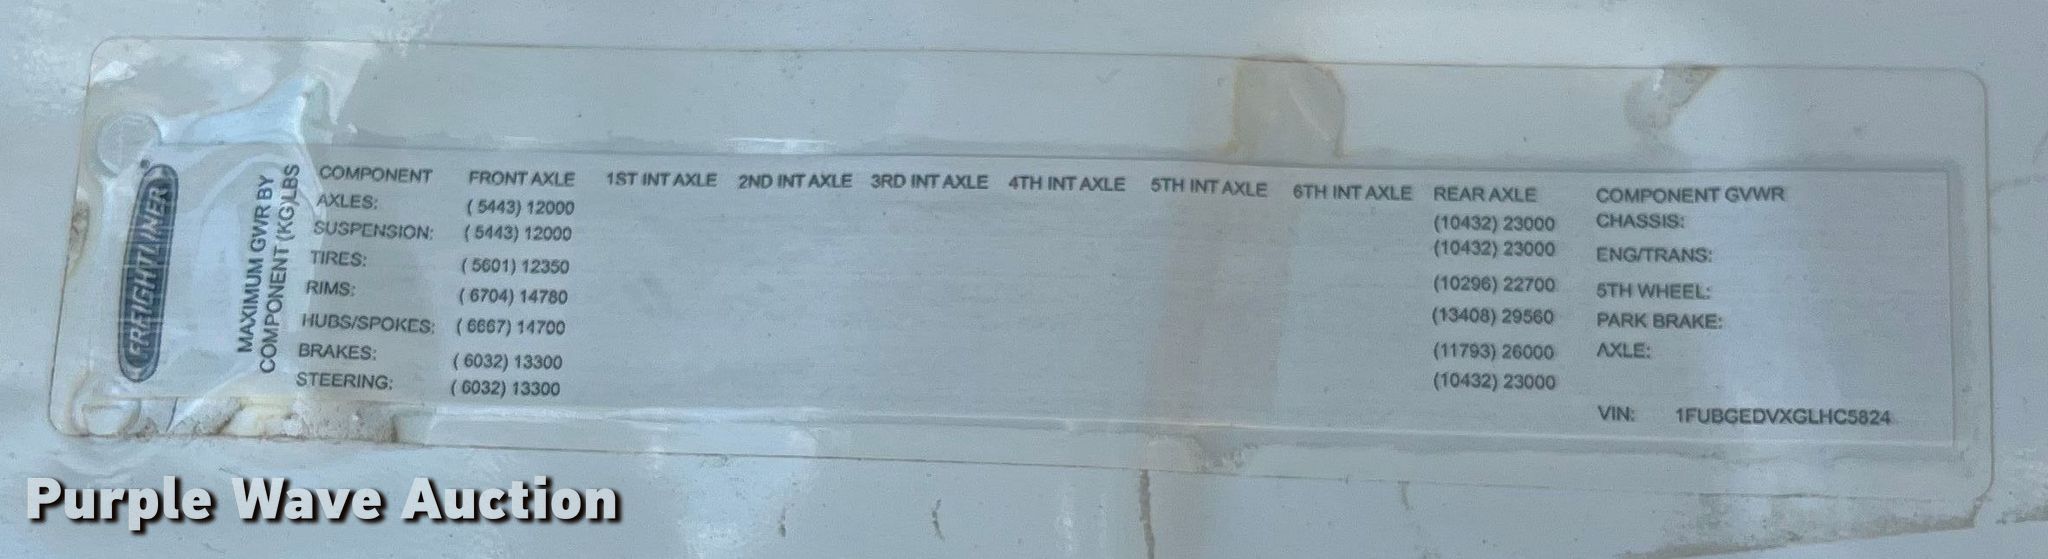 FREIGHTLINER®
MAXIMUM GWR BY
COMPONENT (KG)LBS
COMPONENT FRONT AXLE 1ST INT AXLE 2ND INT AXLE 3RD INT AXLE 4TH INT AXLE 5TH INT AXLE 6TH INT AXLE REAR AXLE COMPONENT GVWR
AXLES: ( 5443) 12000 (10432) 23000 CHASSIS:
SUSPENSION: ( 5443) 12000 (10432) 23000 ENG/TRANS:
TIRES: ( 5601) 12350 (10296) 22700 5TH WHEEL:
RIMS: ( 6704) 14780 (13408) 29560 PARK BRAKE:
HUBS/SPOKES: ( 6667) 14700 (11793) 26000 AXLE:
BRAKES: ( 6032) 13300 (10432) 23000
STEERING: ( 6032) 13300
VIN: 1FUBGEDVXGLHC5824
Purple Wave Auction